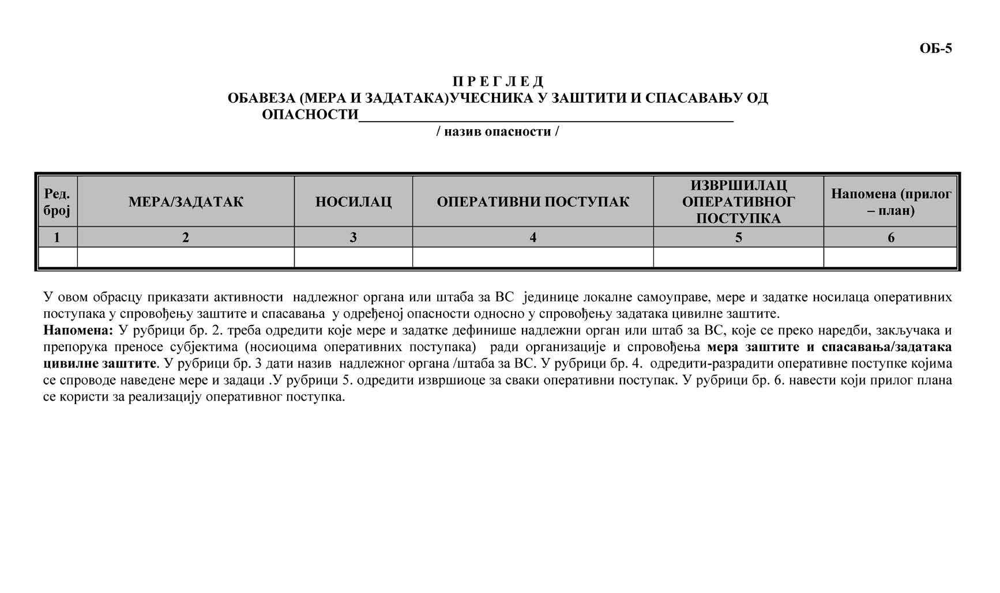 ОБ-5
П Р Е Г Л Е Д
ОБАВЕЗА (МЕРА И ЗАДАТАКА)УЧЕСНИКА У ЗАШТИТИ И СПАСАВАЊУ ОД
ОПАСНОСТИ__________________________________________________
/ назив опасности /
Ред. број
МЕРА/ЗАДАТАК
НОСИЛАЦ
ОПЕРАТИВНИ ПОСТУПАК
ИЗВРШИЛАЦ ОПЕРАТИВНОГ ПОСТУПКА
Напомена (прилог – план)
1 2 3 4 5 6
У овом обрасцу приказати активности надлежног органа или штаба за ВС јединице локалне самоуправе, мере и задатке носилаца оперативних
поступака у спровођењу заштите и спасавања у одређеној опасности односно у спровођењу задатака цивилне заштите.
Напомена: У рубрици бр. 2. треба одредити које мере и задатке дефинише надлежни орган или штаб за ВС, које се преко наредби, закључака и
препорука преносе субјектима (носиоцима оперативних поступака) ради организације и спровођења мера заштите и спасавања/задатака
цивилне заштите. У рубрици бр. 3 дати назив надлежног органа /штаба за ВС. У рубрици бр. 4. одредити-разрадити оперативне поступке којима
се спроводе наведене мере и задаци .У рубрици 5. одредити извршиоце за сваки оперативни поступак. У рубрици бр. 6. навести који прилог плана
се користи за реализацију оперативног поступка.